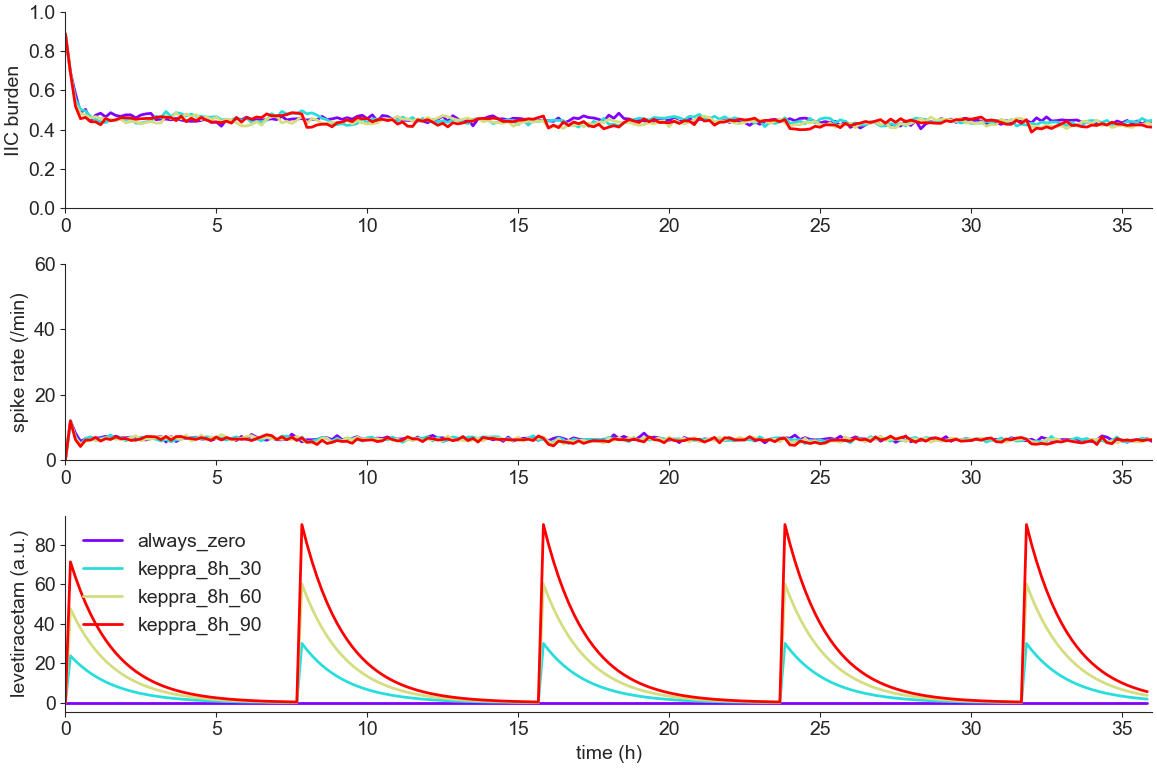 IIC burden
1.0
0.8
0.6
0.4
0.2
0.0
0 5 10 15 20 25 30 35
spike rate (/min)
60
40
20
0
0 5 10 15 20 25 30 35
levetiracetam (a.u.)
80
60
40
20
0
always_zero
keppra_8h_30
keppra_8h_60
keppra_8h_90
0 5 10 15 20 25 30 35
time (h)